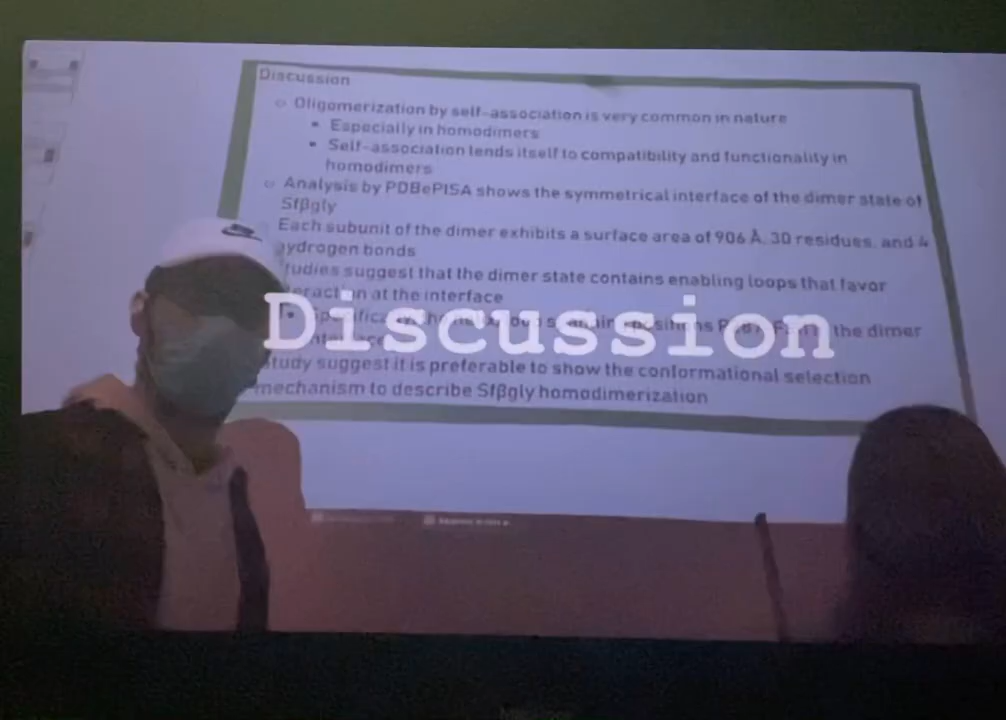 Discussion
Oligomerization by self-association is very common in nature
Especially in homodimers
Self-association lends itself to compatibility and functionality in
homodimers
Analysis by PDBePISA shows the symmetrical interface of the dimer state of
Sfβgly
Each subunit of the dimer exhibits a surface area of 906 Å, 30 residues, and 4
ydrogen bonds
tudies suggest that the dimer state contains enabling loops that favor
eraction at the interface
Discussion
the dimer
tudy suggest it is preferable to show the conformational selection
mechanism to describe Sfβgly homodimerization